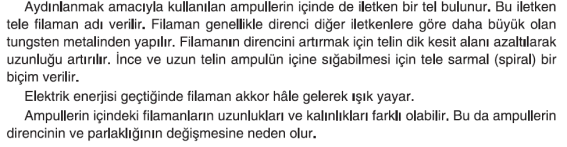 Aydınlanmak amacıyla kullanılan ampullerin içinde de iletken bir tel bulunur. Bu iletken
tele filaman adı verilir. Filaman genellikle direnci diğer iletkenlere göre daha büyük olan
tungsten metalinden yapılır. Filamanın direncini artırmak için telin dik kesit alanı azaltılarak
uzunluğu artırılır. İnce ve uzun telin ampulün içine sığabilmesi için tele sarmal (spiral) bir
biçim verilir.
Elektrik enerjisi geçtiğinde filaman akkor hâle gelerek ışık yayar.
Ampullerin içindeki filamanların uzunlukları ve kalınlıkları farklı olabilir. Bu da ampullerin
direncinin ve parlaklığının değişmesine neden olur.